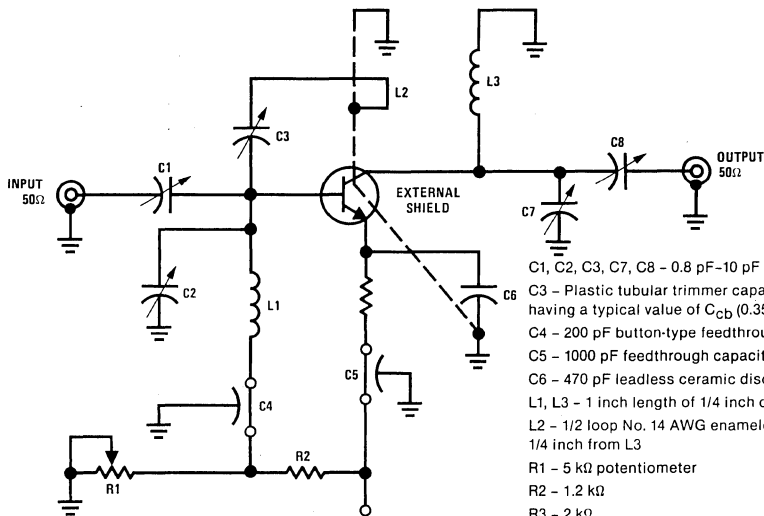 L2
L3
C3
C1
C8
INPUT
50Ω
OUTPUT
50Ω
EXTERNAL
SHIELD
C7
C2
L1
C6
C5
C4
R2
R1
C1, C2, C3, C7, C8 – 0.8 pF–10 pF
C3 – Plastic tubular trimmer capa
having a typical value of Ccb (0.35
C4 – 200 pF button-type feedthrou
C5 – 1000 pF feedthrough capacit
C6 – 470 pF leadless ceramic disc
L1, L3 – 1 inch length of 1/4 inch c
L2 – 1/2 loop No. 14 AWG enamele
1/4 inch from L3
R1 – 5 kΩ potentiometer
R2 – 1.2 kΩ
R3 – 2 kΩ